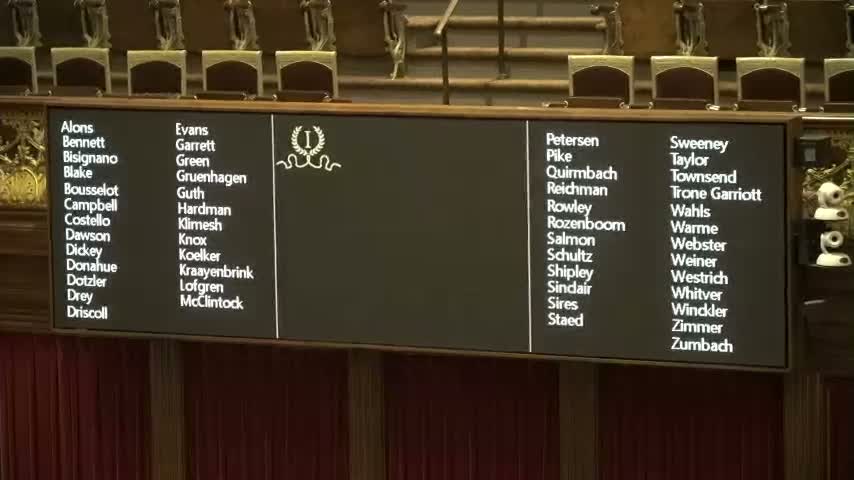 Alons
Bennett
Bisignano
Blake
Bousselot
Campbell
Costello
Dawson
Dickey
Donahue
Dotzler
Drey
Driscoll
Evans
Garrett
Green
Gruenhagen
Guth
Hardman
Klimesh
Knox
Koelker
Kraayenbrink
Lofgren
McClintock
I
Petersen
Pike
Quirmbach
Reichman
Rowley
Rozenboom
Salmon
Schultz
Shipley
Sinclair
Sires
Staed
Sweeney
Taylor
Townsend
Trone Garriott
Wahls
Warme
Webster
Weiner
Westrich
Whitver
Winckler
Zimmer
Zumbach